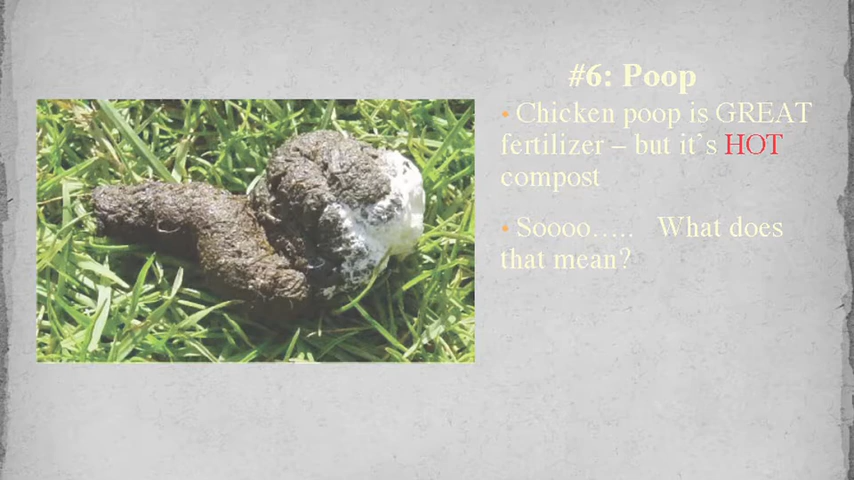 #6: Poop
• Chicken poop is GREAT
fertilizer – but it's HOT
compost
• Soooo….. What does
that mean?